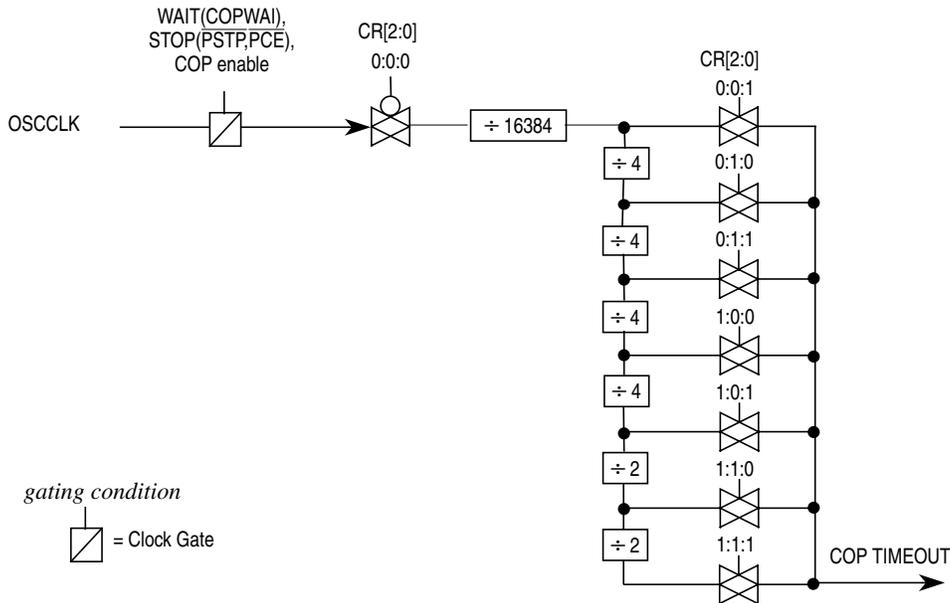 WAIT(COPWAI),
STOP(PSTP,PCE),
COP enable
CR[2:0]
0:0:0
CR[2:0]
0:0:1
OSCCLK
÷ 16384
÷ 4
0:1:0
÷ 4
0:1:1
÷ 4
1:0:0
÷ 4
1:0:1
÷ 2
1:1:0
÷ 2
1:1:1
gating condition
= Clock Gate
COP TIMEOUT